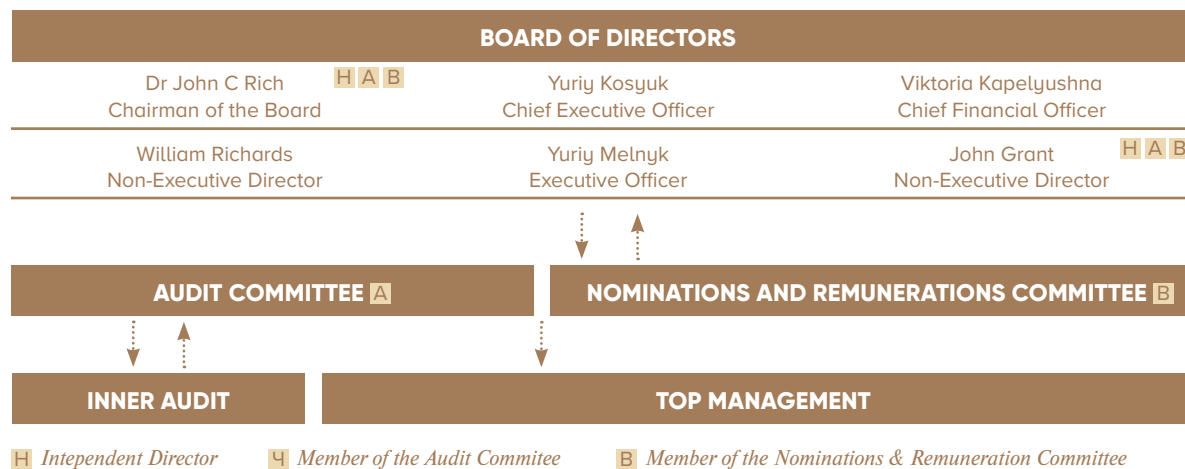 BOARD OF DIRECTORS
Dr John C Rich H A B
Chairman of the Board
Yuriy Kosyuk
Chief Executive Officer
Viktoria Kapelyushna
Chief Financial Officer
William Richards
Non-Executive Director
Yuriy Melnyk
Executive Officer
John Grant H A B
Non-Executive Director
AUDIT COMMITTEE A
NOMINATIONS AND REMUNERATIONS COMMITTEE B
INNER AUDIT
TOP MANAGEMENT
H Intependent Director
Ч Member of the Audit Commitee
B Member of the Nominations & Remuneration Committee